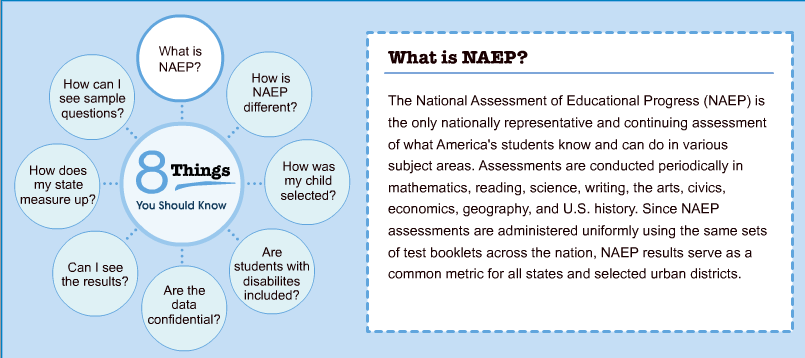 What is
NAEP?
How is
NAEP
different?
How was
my child
selected?
Are
students with
disabilites
included?
Are the
data
confidential?
Can I see
the results?
How does
my state
measure up?
How can I
see sample
questions?
8 Things
You Should Know
What is NAEP?
The National Assessment of Educational Progress (NAEP) is
the only nationally representative and continuing assessment
of what America's students know and can do in various
subject areas. Assessments are conducted periodically in
mathematics, reading, science, writing, the arts, civics,
economics, geography, and U.S. history. Since NAEP
assessments are administered uniformly using the same sets
of test booklets across the nation, NAEP results serve as a
common metric for all states and selected urban districts.